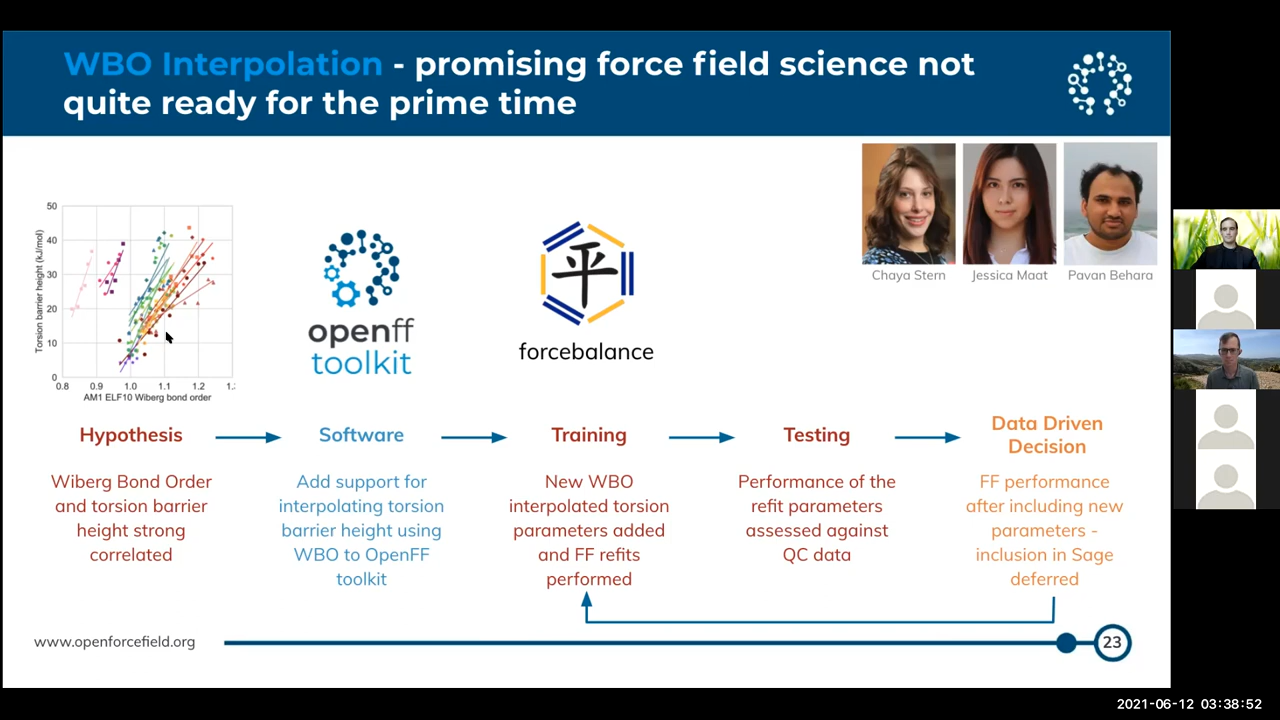 WBO Interpolation - promising force field science not
quite ready for the prime time
Chaya Stern
Jessica Maat
Pavan Behara
50
40
30
20
10
0
Torsion barrier height (kJ/mol)
0.8 0.9 1.0 1.1 1.2 1.:
AM1 ELF10 Wiberg bond order
openff
toolkit
平
forcebalance
Hypothesis
Wiberg Bond Order
and torsion barrier
height strong
correlated
Software
Add support for
interpolating torsion
barrier height using
WBO to OpenFF
toolkit
Training
New WBO
interpolated torsion
parameters added
and FF refits
performed
Testing
Performance of the
refit parameters
assessed against
QC data
Data Driven
Decision
FF performance
after including new
parameters -
inclusion in Sage
deferred
www.openforcefield.org
23
2021-06-12 03:38:52